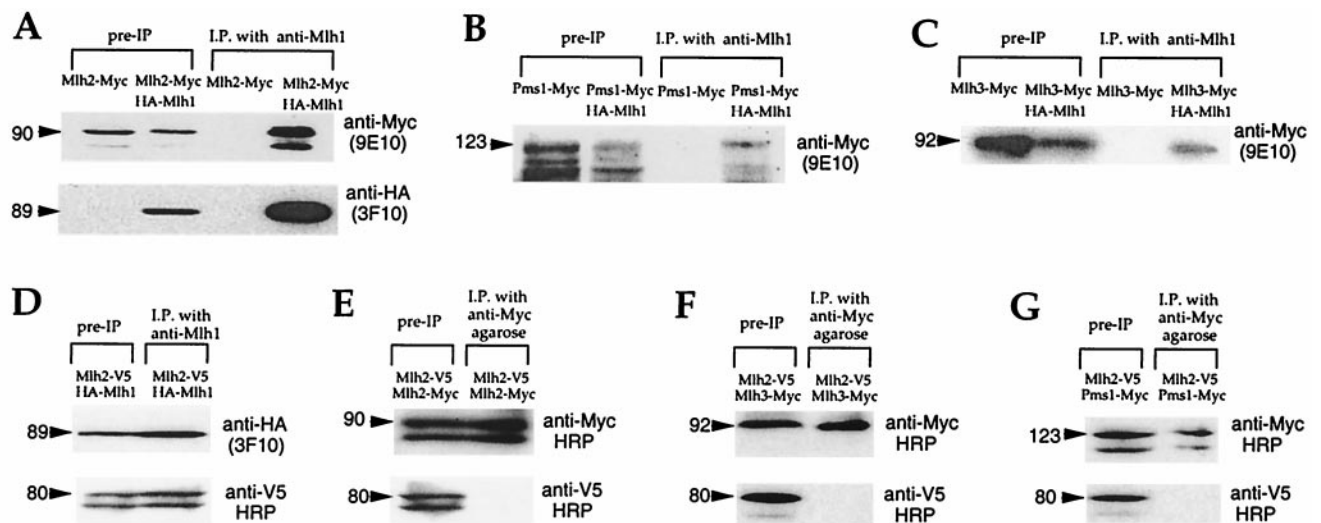 A
pre-IP
I.P. with anti-Mlh1
Mlh2-Myc
Mlh2-Myc
HA-Mlh1
Mlh2-Myc
Mlh2-Myc
HA-Mlh1
90
anti-Myc
(9E10)
89
anti-HA
(3F10)
B
pre-IP
I.P. with anti-Mlh1
Pms1-Myc
Pms1-Myc
HA-Mlh1
Pms1-Myc
Pms1-Myc
HA-Mlh1
123
anti-Myc
(9E10)
C
pre-IP
I.P. with anti-Mlh1
Mlh3-Myc
Mlh3-Myc
HA-Mlh1
Mlh3-Myc
Mlh3-Myc
HA-Mlh1
92
anti-Myc
(9E10)
D
pre-IP
I.P. with
anti-Mlh1
Mlh2-V5
HA-Mlh1
Mlh2-V5
HA-Mlh1
89
anti-HA
(3F10)
80
anti-V5
HRP
E
pre-IP
I.P. with
anti-Myc
agarose
Mlh2-V5
Mlh2-Myc
Mlh2-V5
Mlh2-Myc
90
anti-Myc
HRP
80
anti-V5
HRP
F
pre-IP
I.P. with
anti-Myc
agarose
Mlh2-V5
Mlh3-Myc
Mlh2-V5
Mlh3-Myc
92
anti-Myc
HRP
80
anti-V5
HRP
G
pre-IP
I.P. with
anti-Myc
agarose
Mlh2-V5
Pms1-Myc
Mlh2-V5
Pms1-Myc
123
anti-Myc
HRP
80
anti-V5
HRP